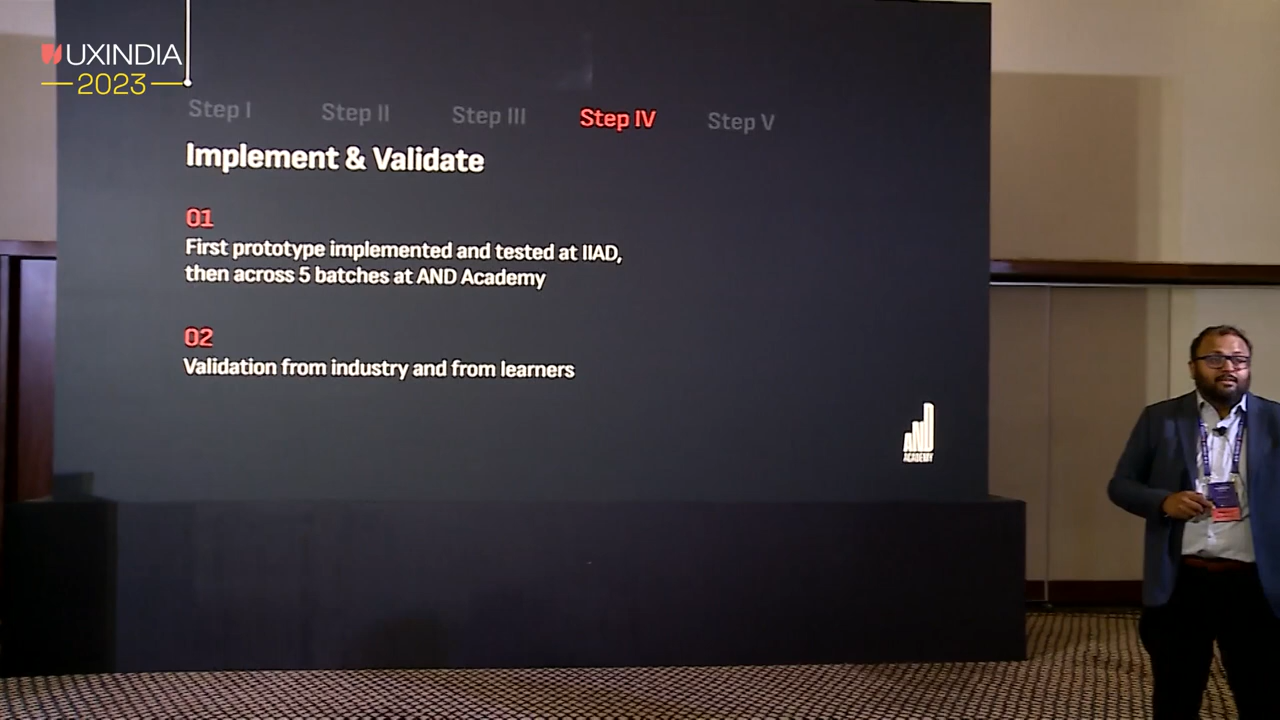 UXINDIA
2023
Step I Step II Step III Step IV Step V
Implement & Validate
01
First prototype implemented and tested at IIAD,
then across 5 batches at AND Academy
02
Validation from industry and from learners
AND
ACADEMY